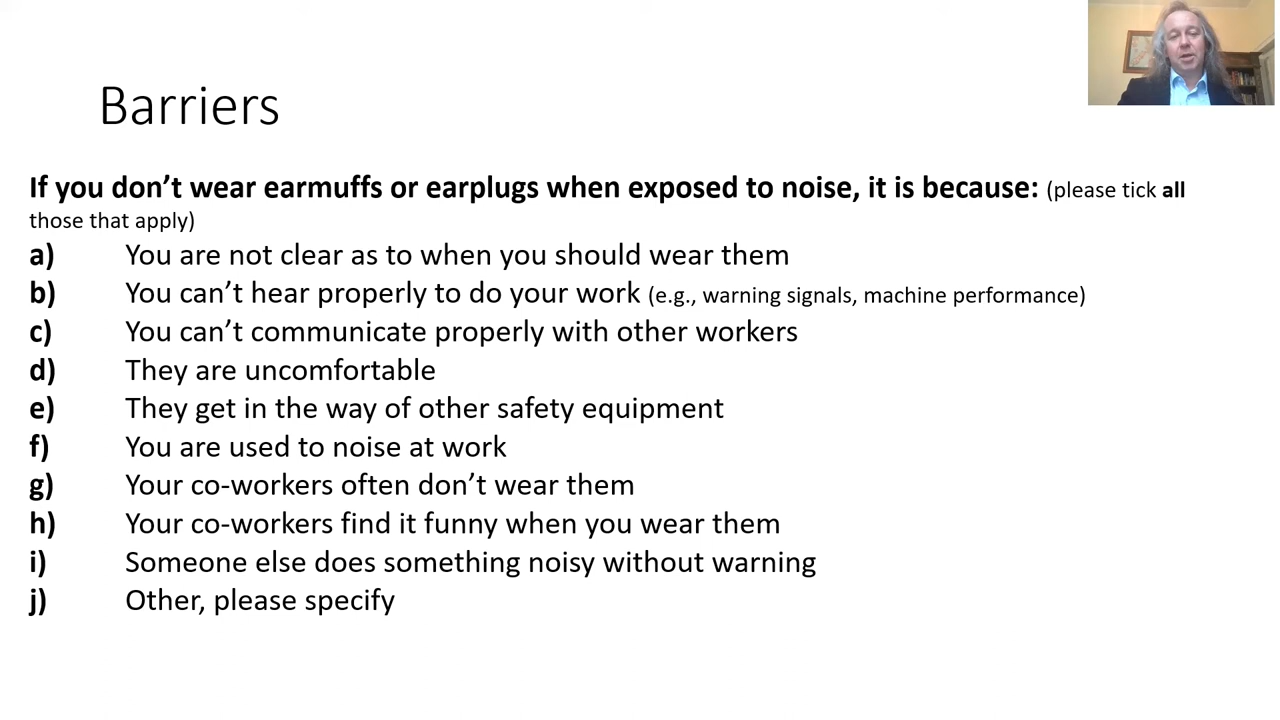 Barriers
If you don’t wear earmuffs or earplugs when exposed to noise, it is because: (please tick all
those that apply)
a) You are not clear as to when you should wear them
b) You can’t hear properly to do your work (e.g., warning signals, machine performance)
c) You can’t communicate properly with other workers
d) They are uncomfortable
e) They get in the way of other safety equipment
f) You are used to noise at work
g) Your co-workers often don’t wear them
h) Your co-workers find it funny when you wear them
i) Someone else does something noisy without warning
j) Other, please specify